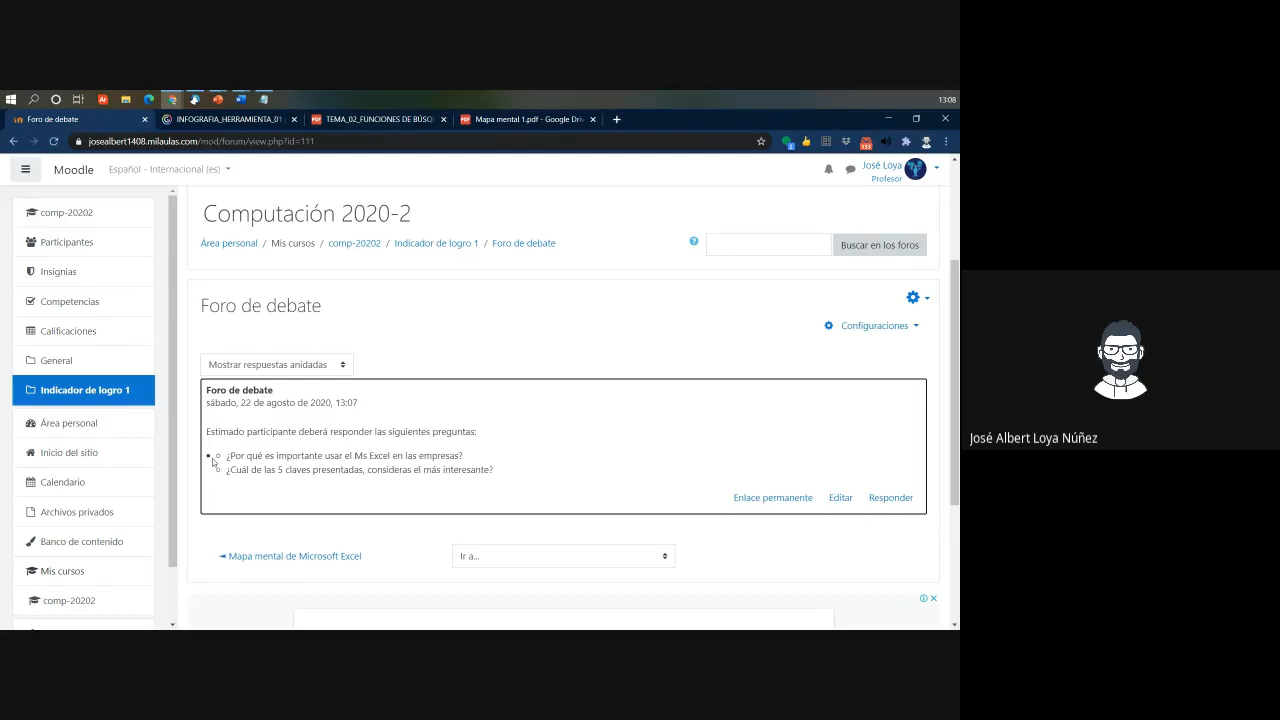 13:08
Foro de debate
INFOGRAFIA_HERRAMIENTA_01
TEMA_02_FUNCIONES DE BÚSQ
Mapa mental 1.pdf - Google Dri
josealbert1408.milaulas.com/mod/forum/view.php?id=111
Moodle
Español - Internacional (es)
José Loya
Profesor
comp-20202
Participantes
Insignias
Competencias
Calificaciones
General
Indicador de logro 1
Área personal
Inicio del sitio
Calendario
Archivos privados
Banco de contenido
Mis cursos
comp-20202
Computación 2020-2
Área personal / Mis cursos / comp-20202 / Indicador de logro 1 / Foro de debate
Buscar en los foros
Foro de debate
Configuraciones
Mostrar respuestas anidadas
Foro de debate
sábado, 22 de agosto de 2020, 13:07
Estimado participante deberá responder las siguientes preguntas:
¿Por qué es importante usar el Ms Excel en las empresas?
¿Cuál de las 5 claves presentadas, consideras el más interesante?
Enlace permanente Editar Responder
◄ Mapa mental de Microsoft Excel
Ir a...
José Albert Loya Núñez